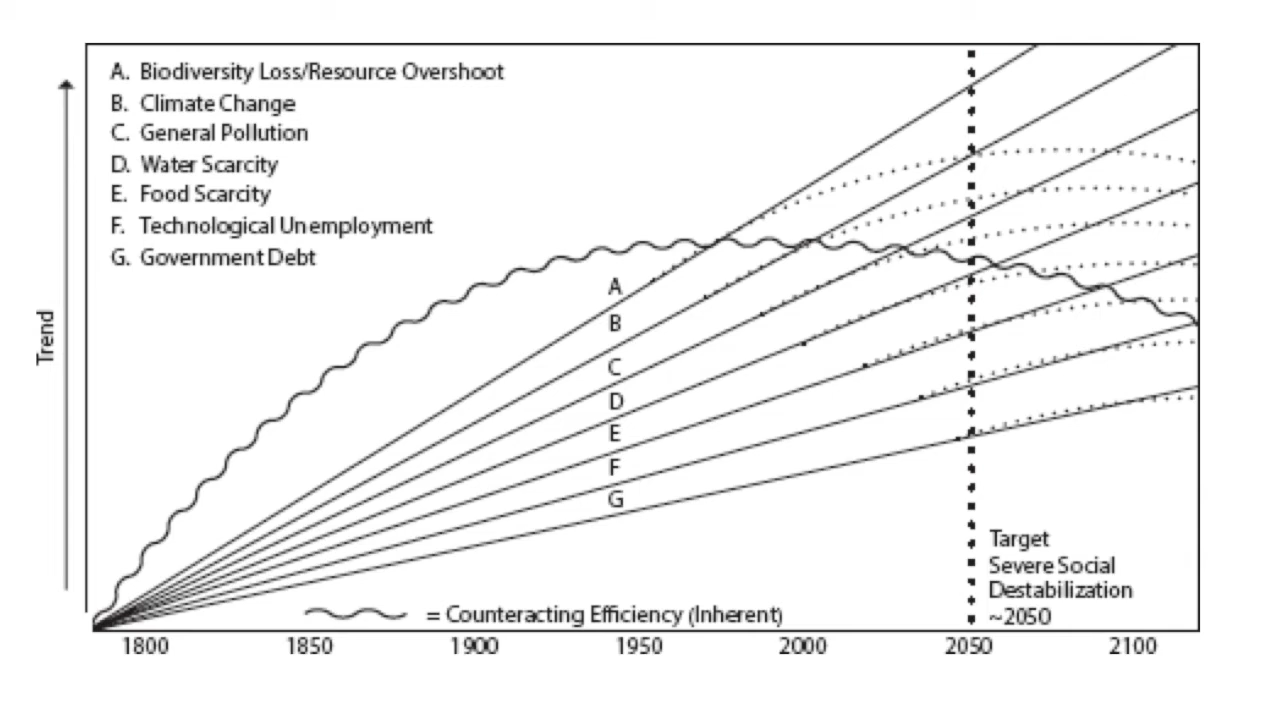 A. Biodiversity Loss/Resource Overshoot
B. Climate Change
C. General Pollution
D. Water Scarcity
E. Food Scarcity
F. Technological Unemployment
G. Government Debt
Trend
A
B
C
D
E
F
G
Target
Severe Social
Destabilization
~2050
= Counteracting Efficiency (Inherent)
1800 1850 1900 1950 2000 2050 2100